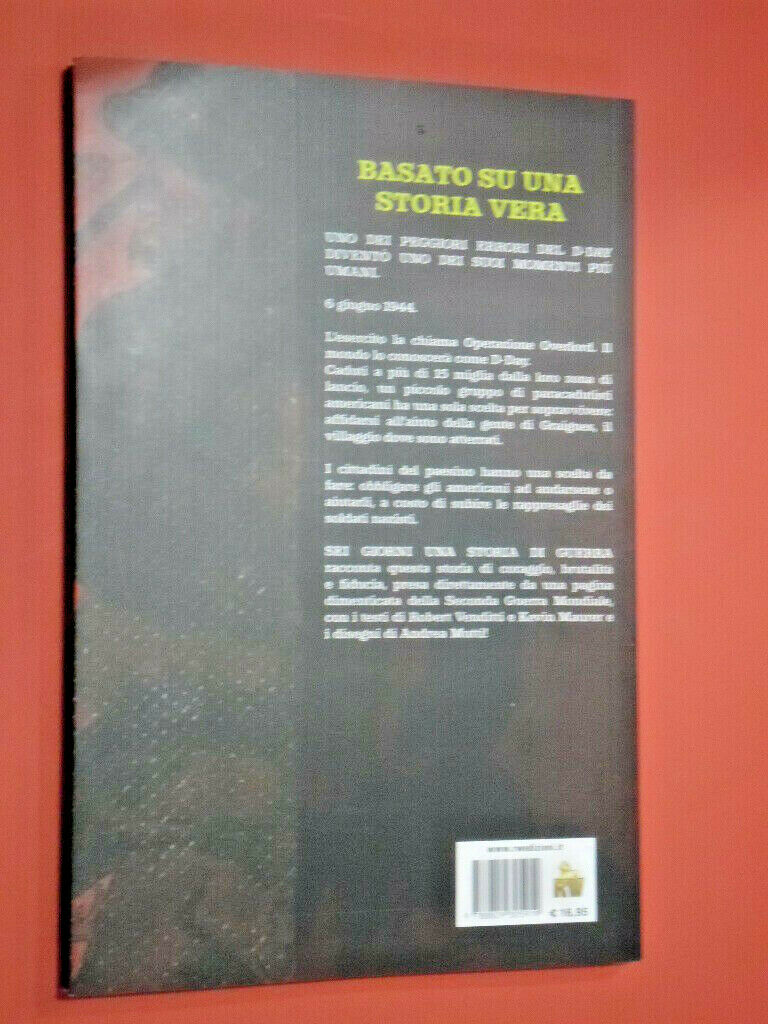 BASATO SU UNA
STORIA VERA
UNO DEI PEGGIORI ERRORI DEL D-DAY
DIVENTÒ UNO DEI SUOI MOMENTI PIÙ
UMANI.
6 giugno 1944.
L'esercito la chiama Operazione Overlord. Il
mondo lo conoscerà come D-Day.
Caduti a più di 15 miglia dalla loro zona di
lancio, un piccolo gruppo di paracadutisti
americani ha una sola scelta per sopravvivere:
affidarsi all'aiuto della gente di Graignes, il
villaggio dove sono atterrati.
I cittadini del paesino hanno una scelta da
fare: obbligare gli americani ad andarsene o
aiutarli, a costo di subire le rappresaglie dei
soldati nazisti.
SEI GIORNI UNA STORIA DI GUERRA
racconta questa storia di coraggio, brutalità
e fiducia, presa direttamente da una pagina
dimenticata della Seconda Guerra Mondiale,
con i testi di Robert Venditti e Kevin Maurer e
i disegni di Andrea Mutti!
www.rwedizioni.it
€ 16,95